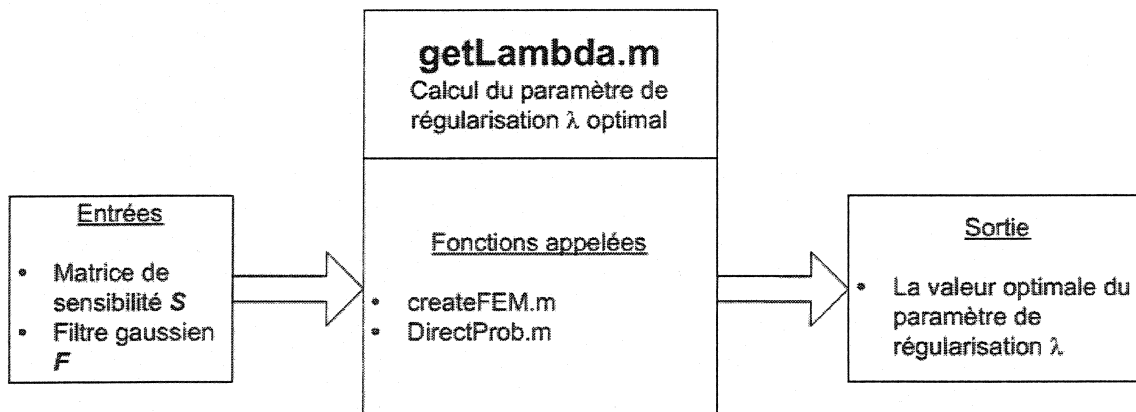 getLambda.m
Calcul du paramètre de
régularisation λ optimal
Entrées
• Matrice de
sensibilité S
• Filtre gaussien
F
Fonctions appelées
• createFEM.m
• DirectProb.m
Sortie
• La valeur optimale du
paramètre de
régularisation λ